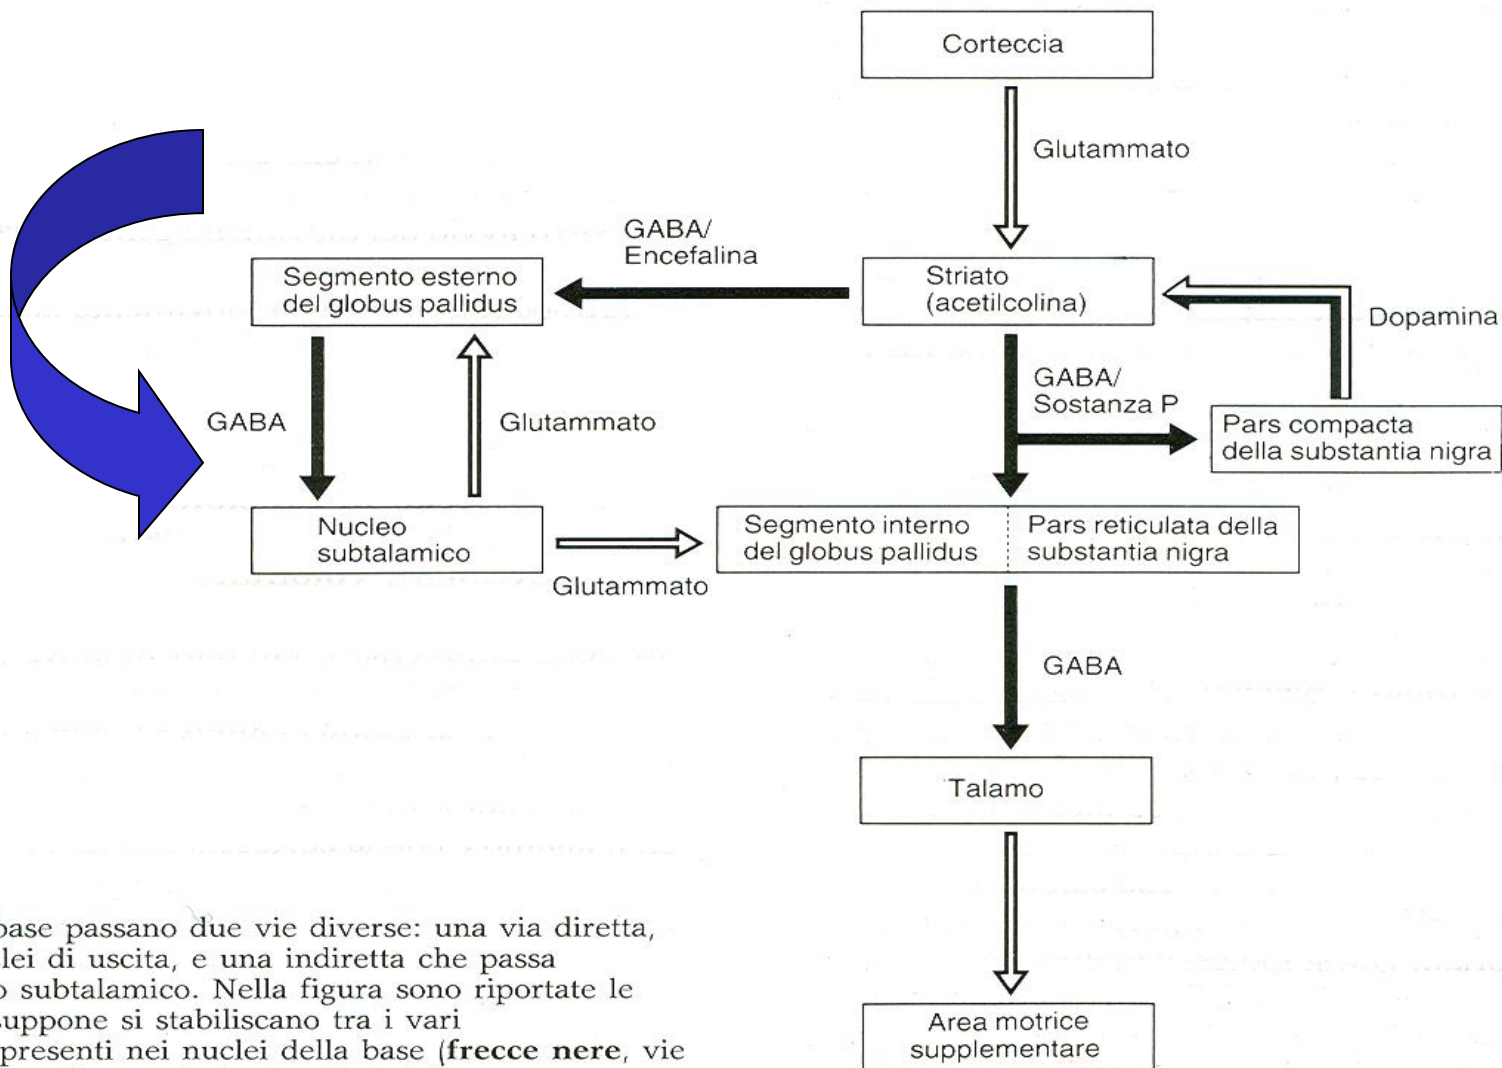 Corteccia
Glutammato
GABA/
Encefalina
Segmento esterno
del globus pallidus
Striato
(acetilcolina)
Dopamina
GABA/
Sostanza P
GABA
Glutammato
Pars compacta
della substantia nigra
Nucleo
subtalamico
Segmento interno
del globus pallidus
Pars reticulata della
substantia nigra
Glutammato
GABA
Talamo
base passano due vie diverse: una via diretta,
lei di uscita, e una indiretta che passa
o subtalamico. Nella figura sono riportate le
suppone si stabiliscano tra i vari
presenti nei nuclei della base (frecce nere, vie
Area motrice
supplementare